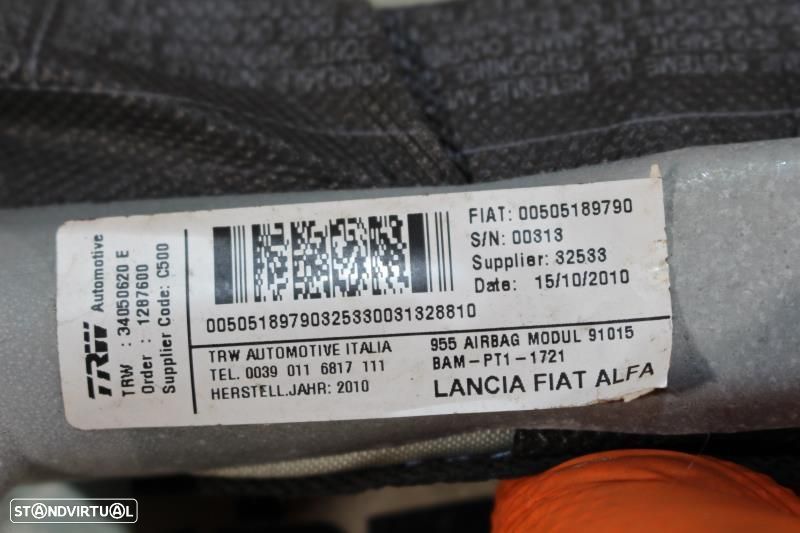 TRW Automotive
TRW : 34050620 E
Order : 1287600
Supplier Code: C500
FIAT: 00505189790
S/N: 00313
Supplier: 32533
Date: 15/10/2010
00505189790325330031328810
TRW AUTOMOTIVE ITALIA
TEL. 0039 011 6817 111
HERSTELL.JAHR: 2010
955 AIRBAG MODUL 91015
BAM-PT1-1721
LANCIA FIAT ALFA
STANDVIRTUAL